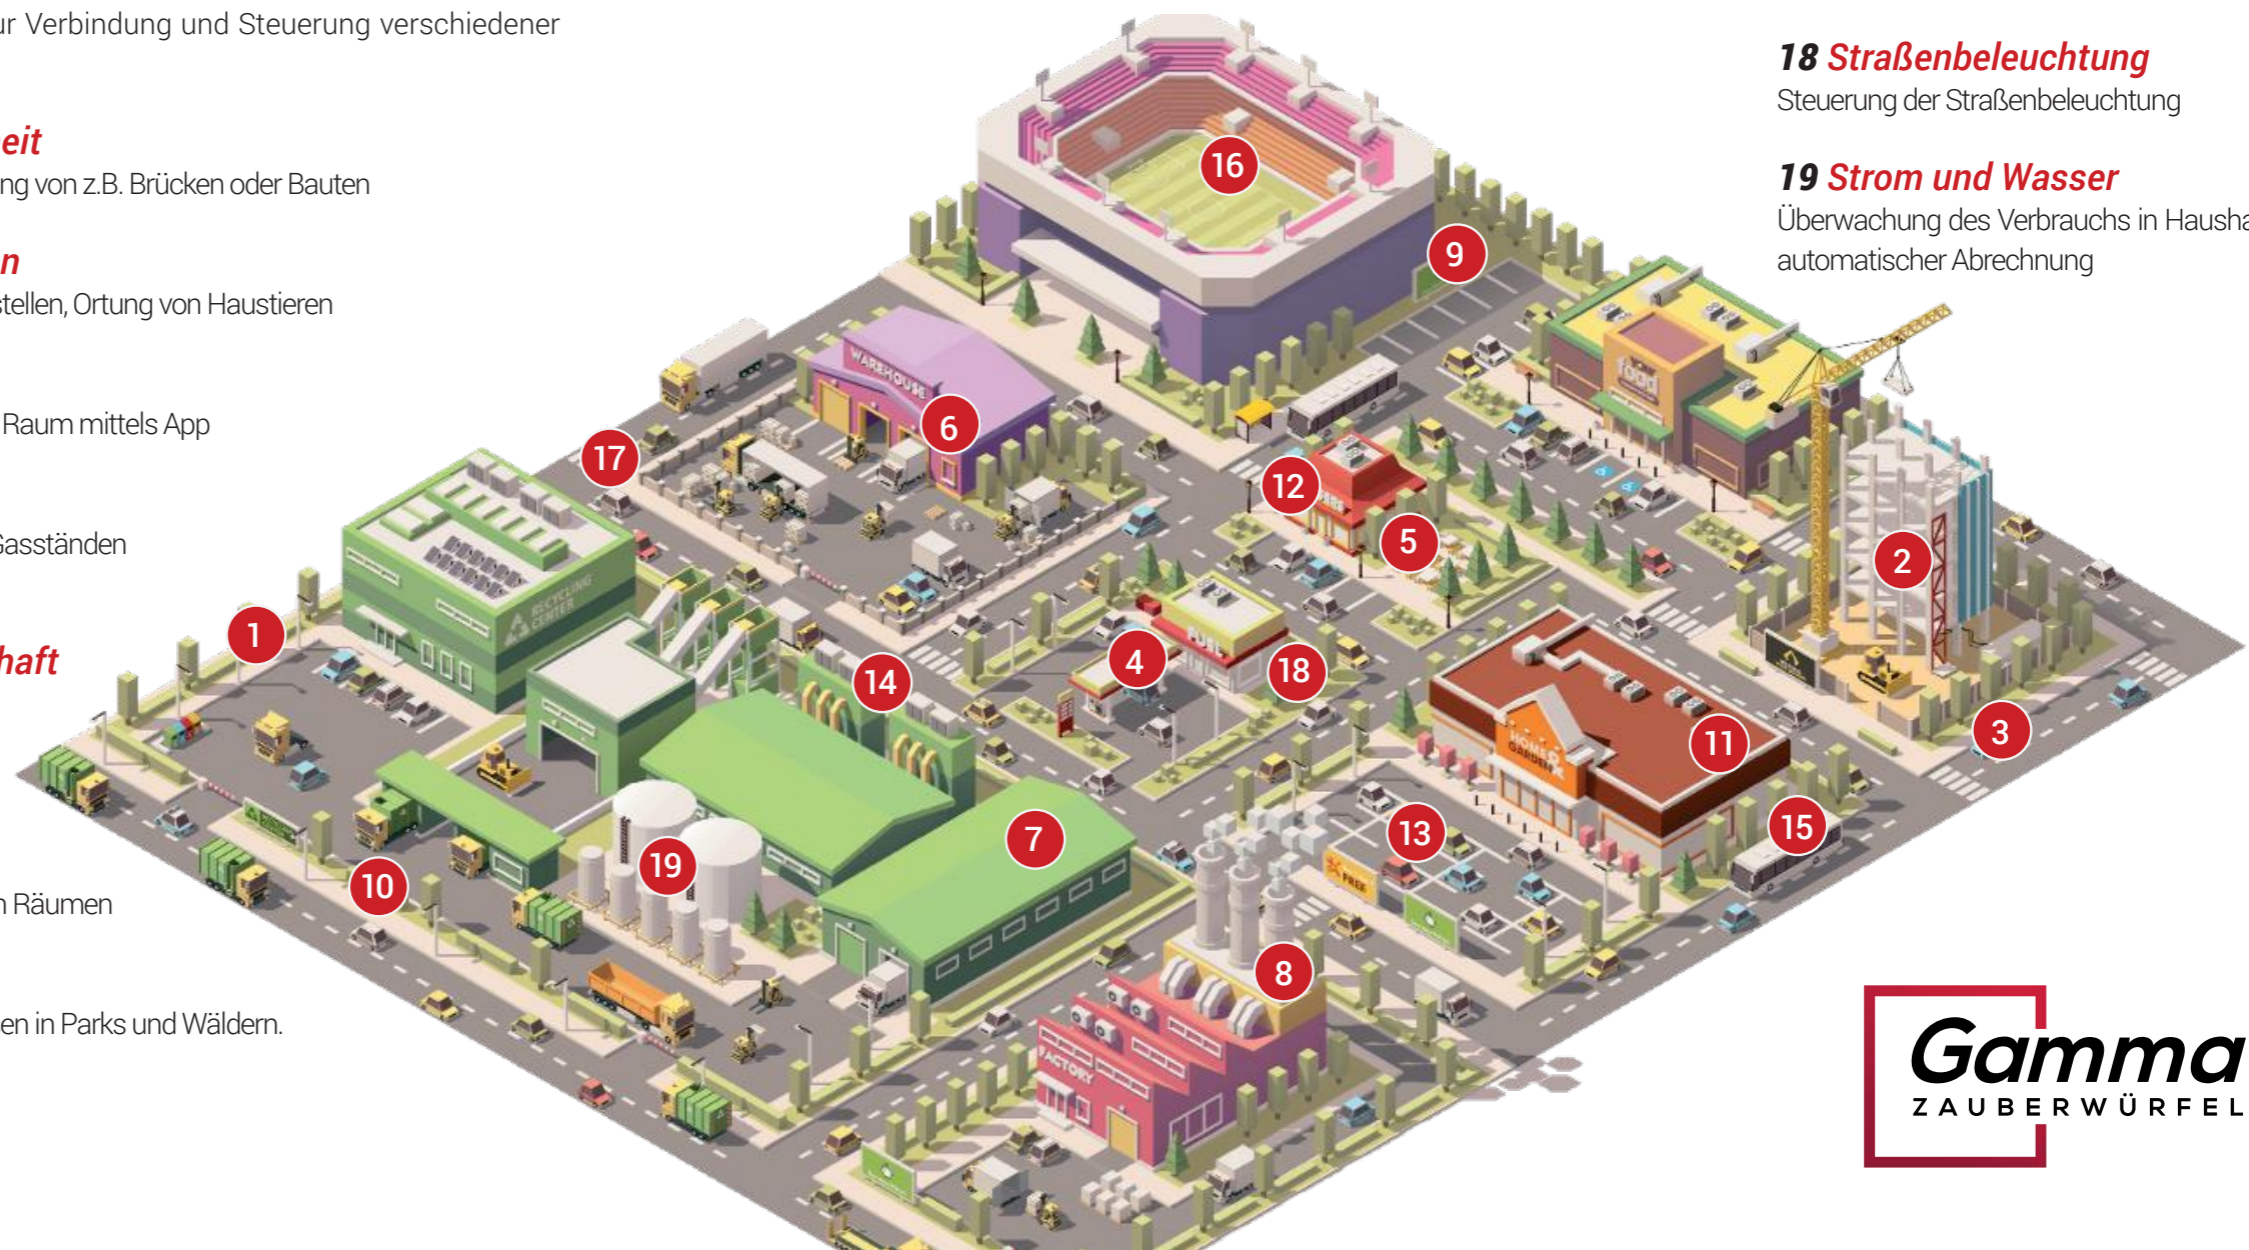 ur Verbindung und Steuerung verschiedener
eit
ng von z.B. Brücken oder Bauten
n
stellen, Ortung von Haustieren
Raum mittels App
Gasständen
haft
n Räumen
en in Parks und Wäldern.
18 Straßenbeleuchtung
Steuerung der Straßenbeleuchtung
19 Strom und Wasser
Überwachung des Verbrauchs in Hausha
automatischer Abrechnung
16
9
WAREHOUSE
6
17
food
12
5
2
RECYCLING
CENTER
1
FUEL
4
18
14
3
HOME &
GARDEN
11
7
13
15
FREE
19
10
8
FACTORY
Gamma
ZAUBERWÜRFEL